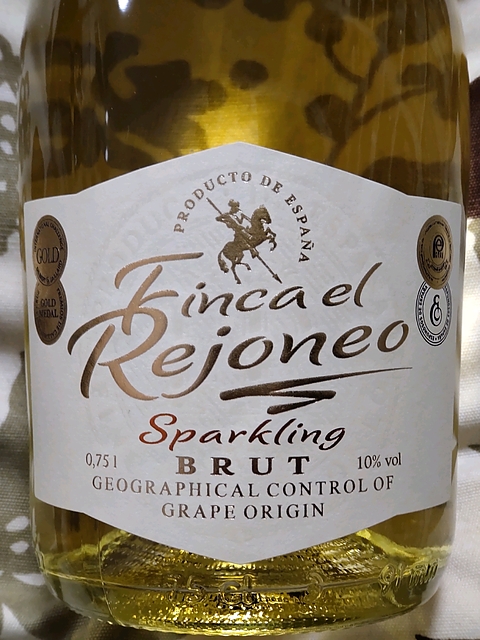 PRODUCTO DE ESPAÑA
GOLD
GOLD
MEDAL
Finca el
Rejoneo
Sparkling
0,75 l BRUT 10% vol
GEOGRAPHICAL CONTROL OF
GRAPE ORIGIN